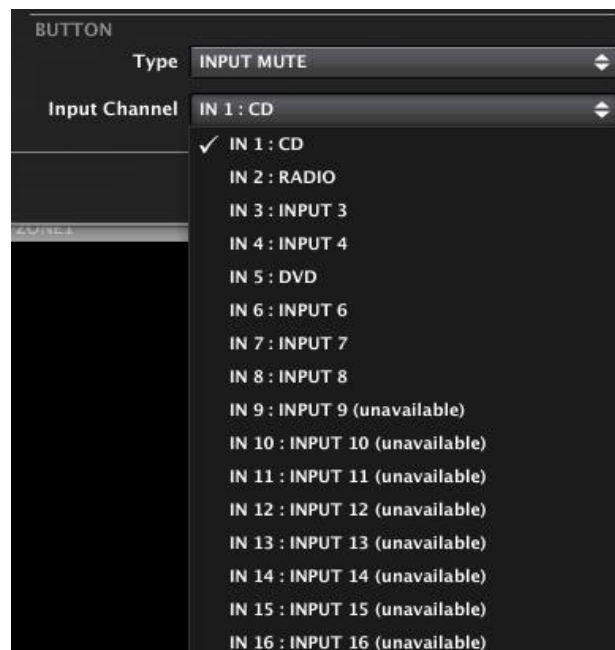 BUTTON
Type INPUT MUTE
Input Channel IN 1 : CD
✓ IN 1 : CD
IN 2 : RADIO
IN 3 : INPUT 3
ZONE1
IN 4 : INPUT 4
IN 5 : DVD
IN 6 : INPUT 6
IN 7 : INPUT 7
IN 8 : INPUT 8
IN 9 : INPUT 9 (unavailable)
IN 10 : INPUT 10 (unavailable)
IN 11 : INPUT 11 (unavailable)
IN 12 : INPUT 12 (unavailable)
IN 13 : INPUT 13 (unavailable)
IN 14 : INPUT 14 (unavailable)
IN 15 : INPUT 15 (unavailable)
IN 16 : INPUT 16 (unavailable)